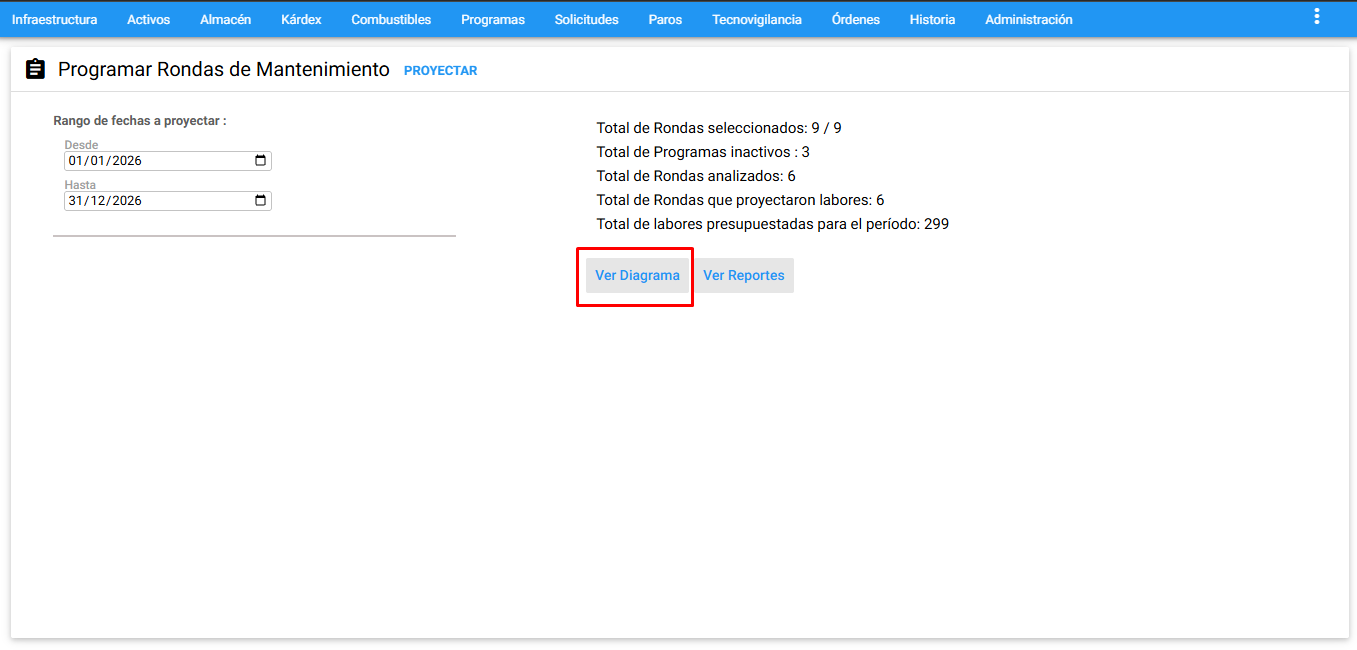 Infraestructura Activos Almacén Kárdex Combustibles Programas Solicitudes Paros Tecnovigilancia Órdenes Historia Administración
Programar Rondas de Mantenimiento PROYECTAR
Rango de fechas a proyectar :
Desde
01/01/2026
Hasta
31/12/2026
Total de Rondas seleccionados: 9 / 9
Total de Programas inactivos : 3
Total de Rondas analizados: 6
Total de Rondas que proyectaron labores: 6
Total de labores presupuestadas para el período: 299
Ver Diagrama Ver Reportes